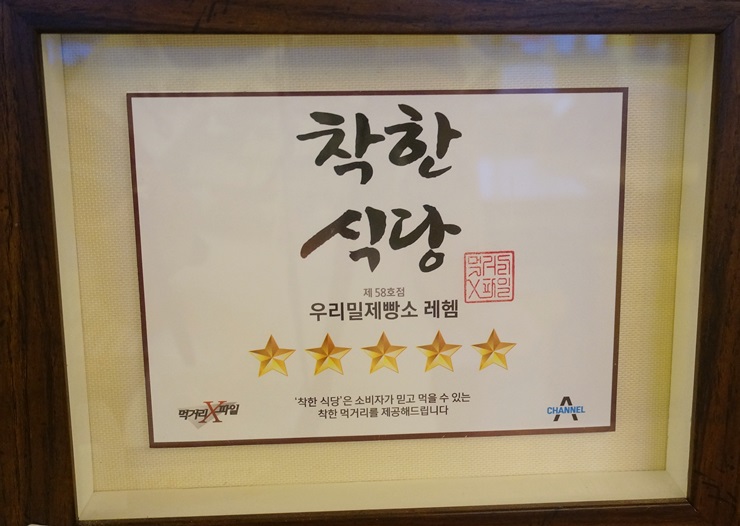 착한
식당
먹거리
X파일
제 58호점
우리밀제빵소 레헴
'착한 식당'은 소비자가 믿고 먹을 수 있는
착한 먹거리를 제공해드립니다
먹거리X파일
CHANNEL A